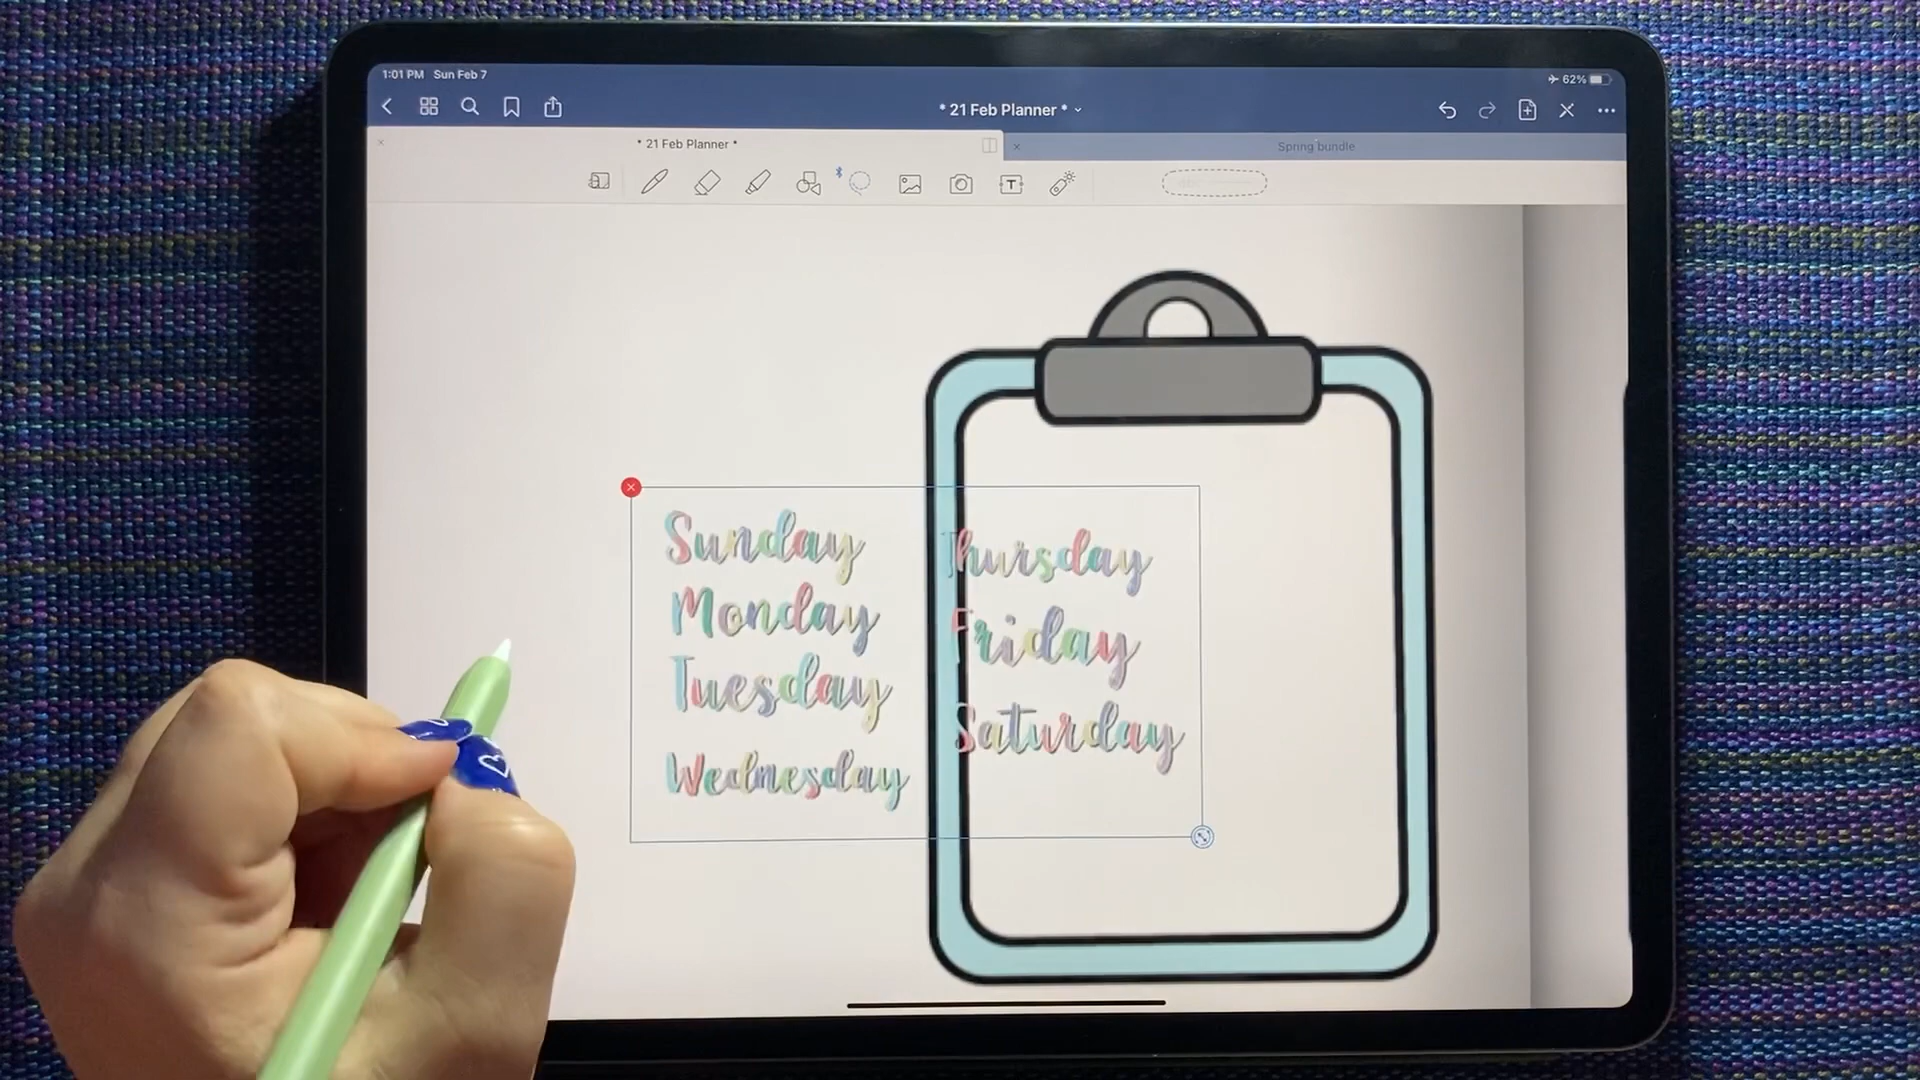 1:01 PM Sun Feb 7
62%
* 21 Feb Planner *
* 21 Feb Planner *
Spring bundle
T
Sunday
Monday
Tuesday
Wednesday
Thursday
Friday
Saturday